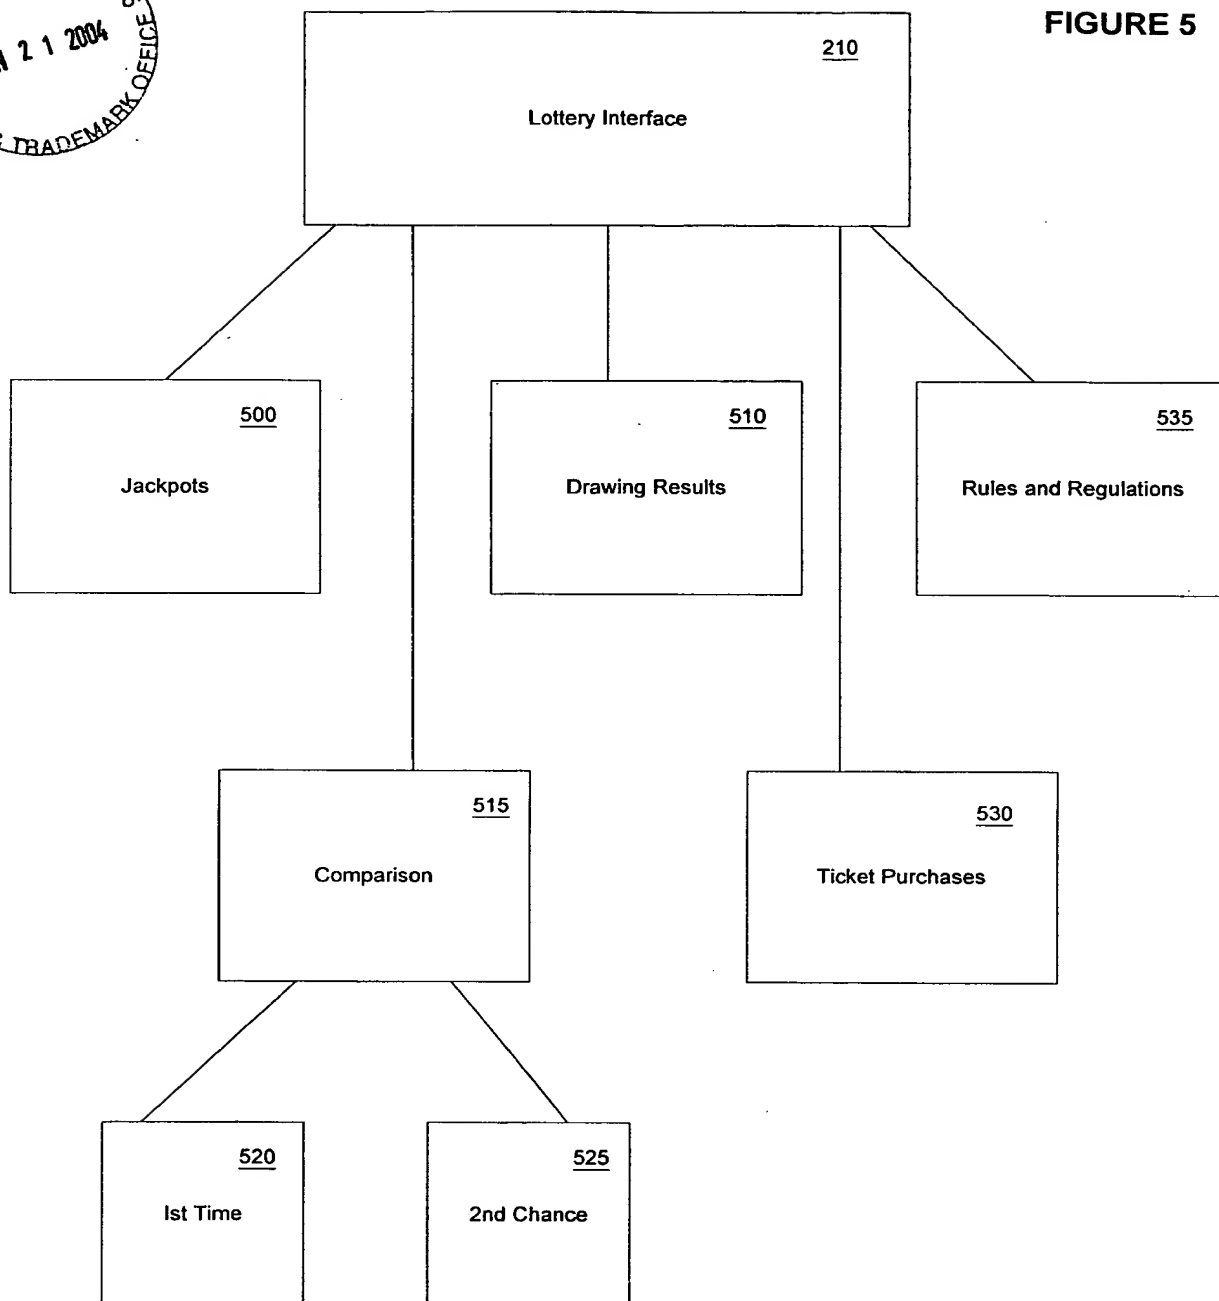 FIGURE 5
2 1 2004
TRADEMARK OFFICE
210
Lottery Interface
500
Jackpots
510
Drawing Results
535
Rules and Regulations
515
Comparison
530
Ticket Purchases
520
Ist Time
525
2nd Chance